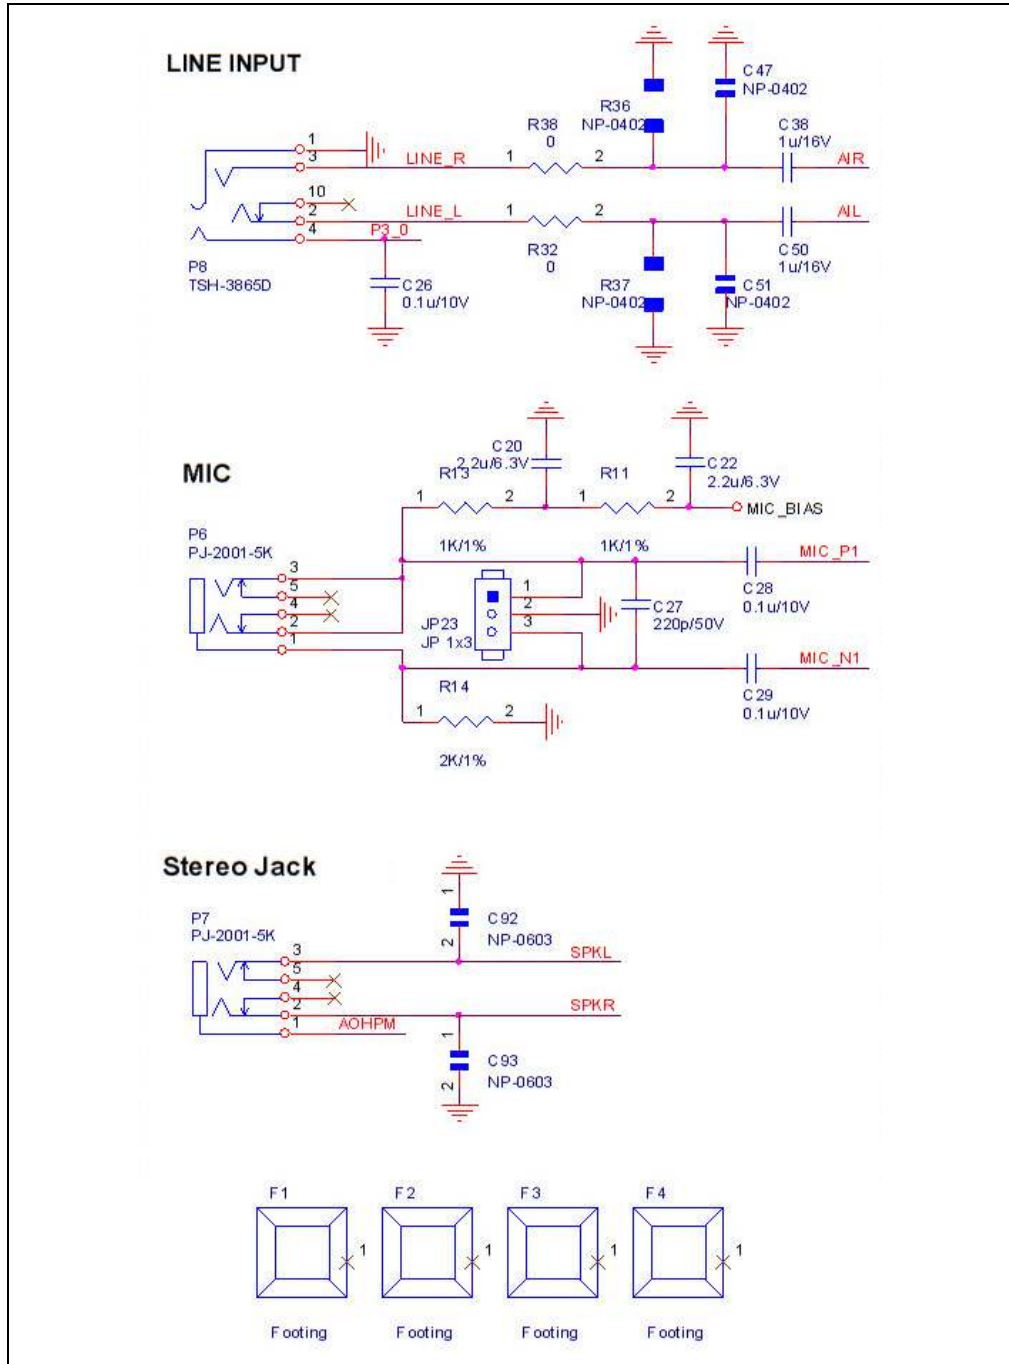 LINE INPUT
C47
NP-0402
R36
NP-0402
R38
0
C38
1u/16V
1
3
LINE_R
1
2
AIR
10
2
LINE_L
1
2
AIL
4
P3_0
R32
0
C50
1u/16V
P8
TSH-3865D
C26
0.1u/10V
R37
NP-0402
C51
NP-0402
MIC
C20
2.2u/6.3V
C22
2.2u/6.3V
R13
R11
1
2
1
2
MIC_BIAS
P6
PJ-2001-5K
1K/1%
1K/1%
MIC_P1
3
5
4
2
1
JP23
JP 1x3
1
2
3
C27
220p/50V
C28
0.1u/10V
MIC_N1
R14
C29
0.1u/10V
1
2
2K/1%
Stereo Jack
P7
PJ-2001-5K
1
C92
NP-0603
2
3
SPKL
5
4
2
SPKR
1
AOHPM
1
C93
NP-0603
2
F1
F2
F3
F4
1
1
1
1
Footing
Footing
Footing
Footing